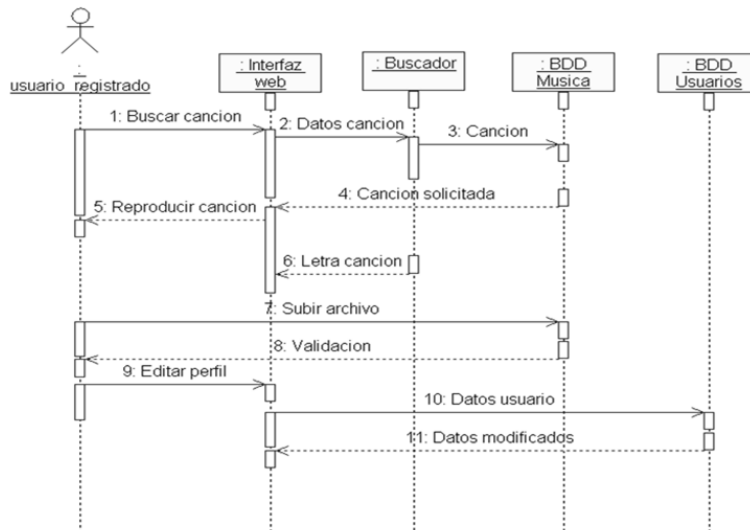 :
usuario_registrado
: Interfaz
web
: Buscador
: BDD
Musica
: BDD
Usuarios
1: Buscar cancion
2: Datos cancion
3: Cancion
4: Cancion solicitada
5: Reproducir cancion
6: Letra cancion
7: Subir archivo
8: Validacion
9: Editar perfil
10: Datos usuario
11: Datos modificados